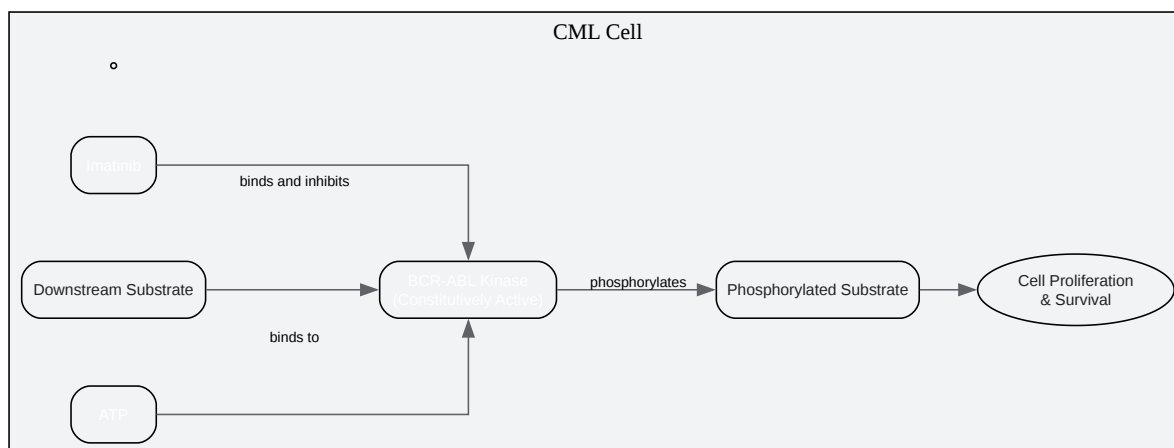 CML Cell
Imatinib
binds and inhibits
Downstream Substrate
BCR-ABL Kinase
(Constitutively Active)
phosphorylates
Phosphorylated Substrate
Cell Proliferation
& Survival
binds to
ATP